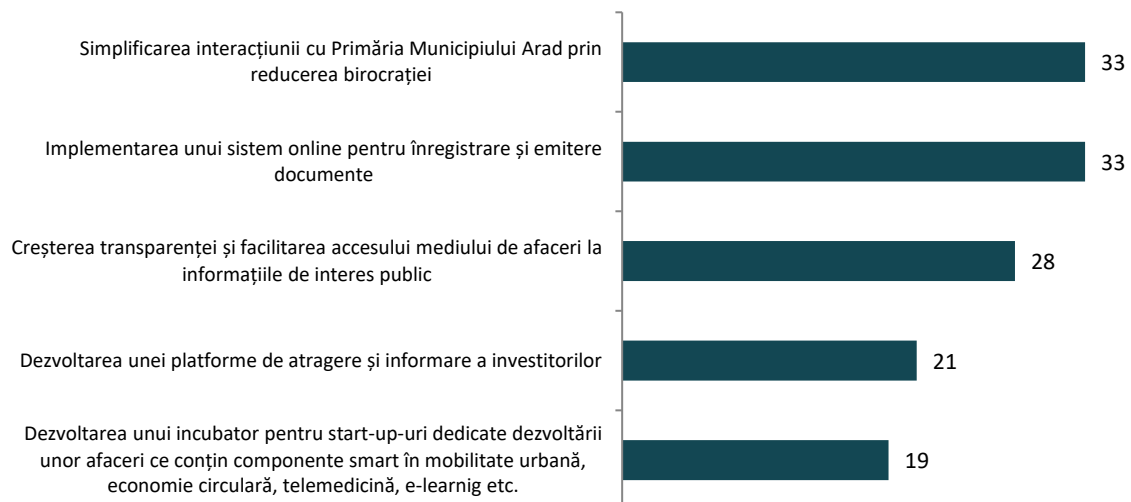 Simplificarea interacțiunii cu Primăria Municipiului Arad prin
reducerea birocrației
33
Implementarea unui sistem online pentru înregistrare și emitere
documente
33
Creșterea transparenței și facilitarea accesului mediului de afaceri la
informațiile de interes public
28
Dezvoltarea unei platforme de atragere și informare a investitorilor
21
Dezvoltarea unui incubator pentru start-up-uri dedicate dezvoltării
unor afaceri ce conțin componente smart în mobilitate urbană,
economie circulară, telemedicină, e-learnig etc.
19